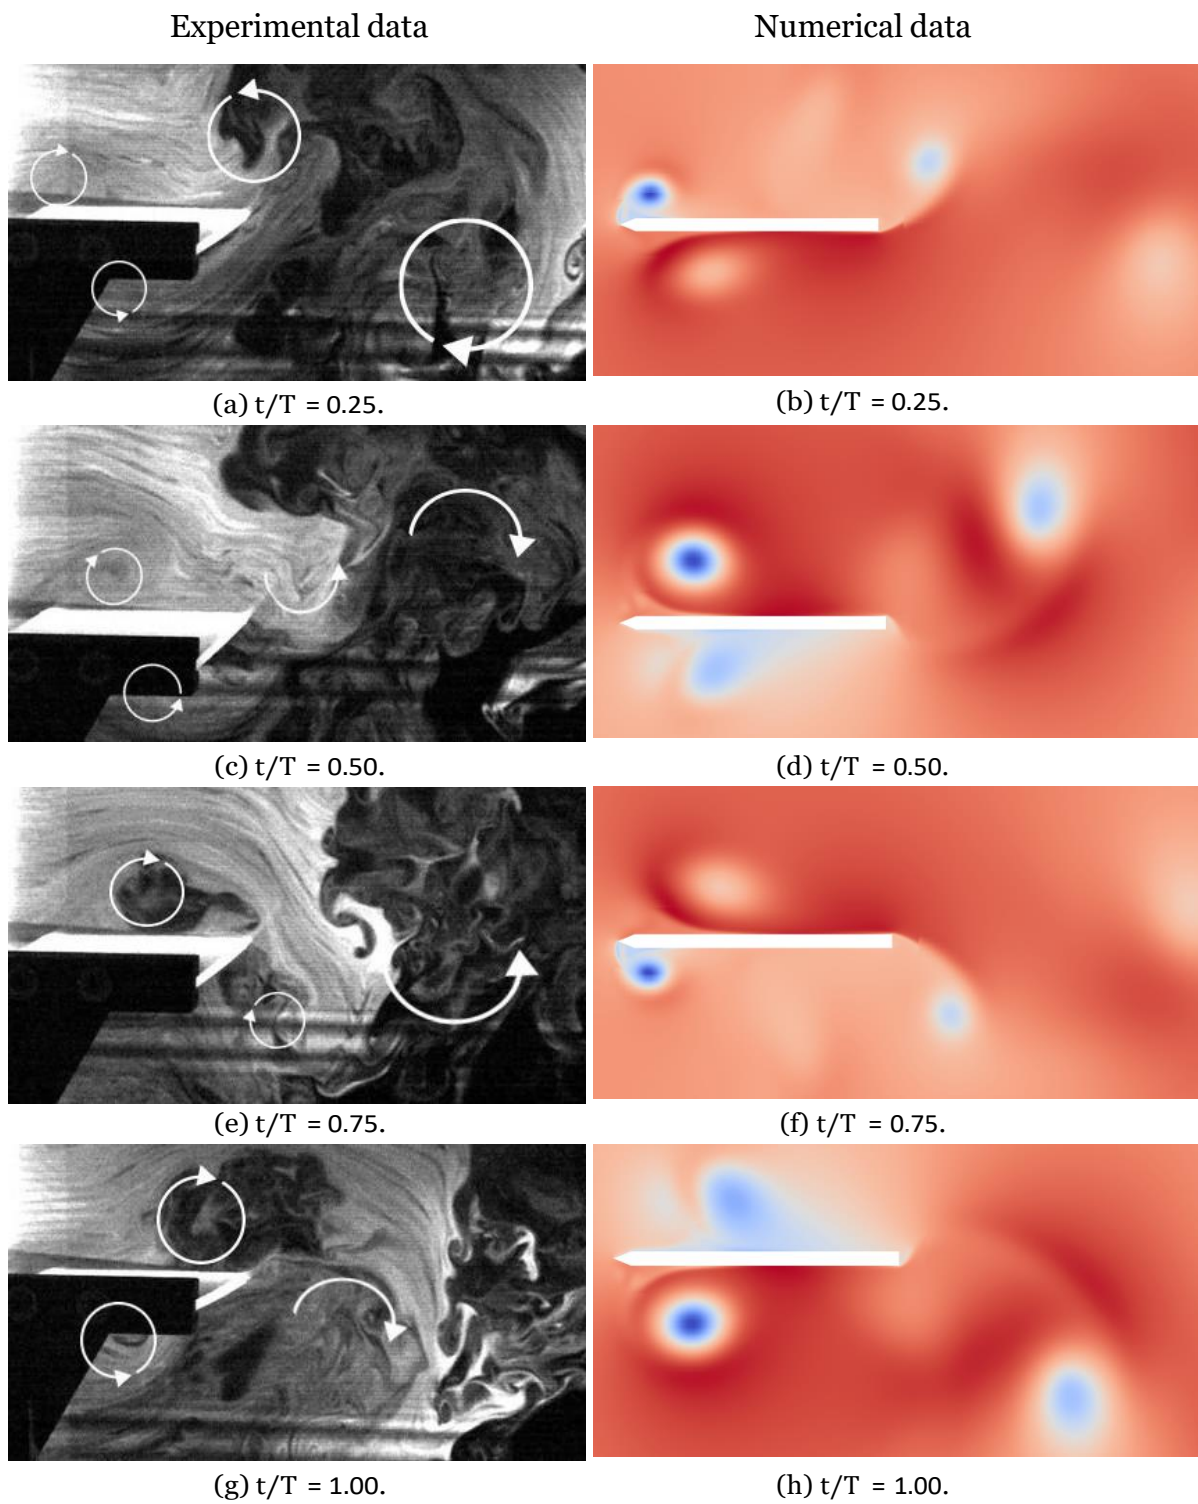 Experimental data
Numerical data
(a) t/T = 0.25.
(b) t/T = 0.25.
(c) t/T = 0.50.
(d) t/T = 0.50.
(e) t/T = 0.75.
(f) t/T = 0.75.
(g) t/T = 1.00.
(h) t/T = 1.00.